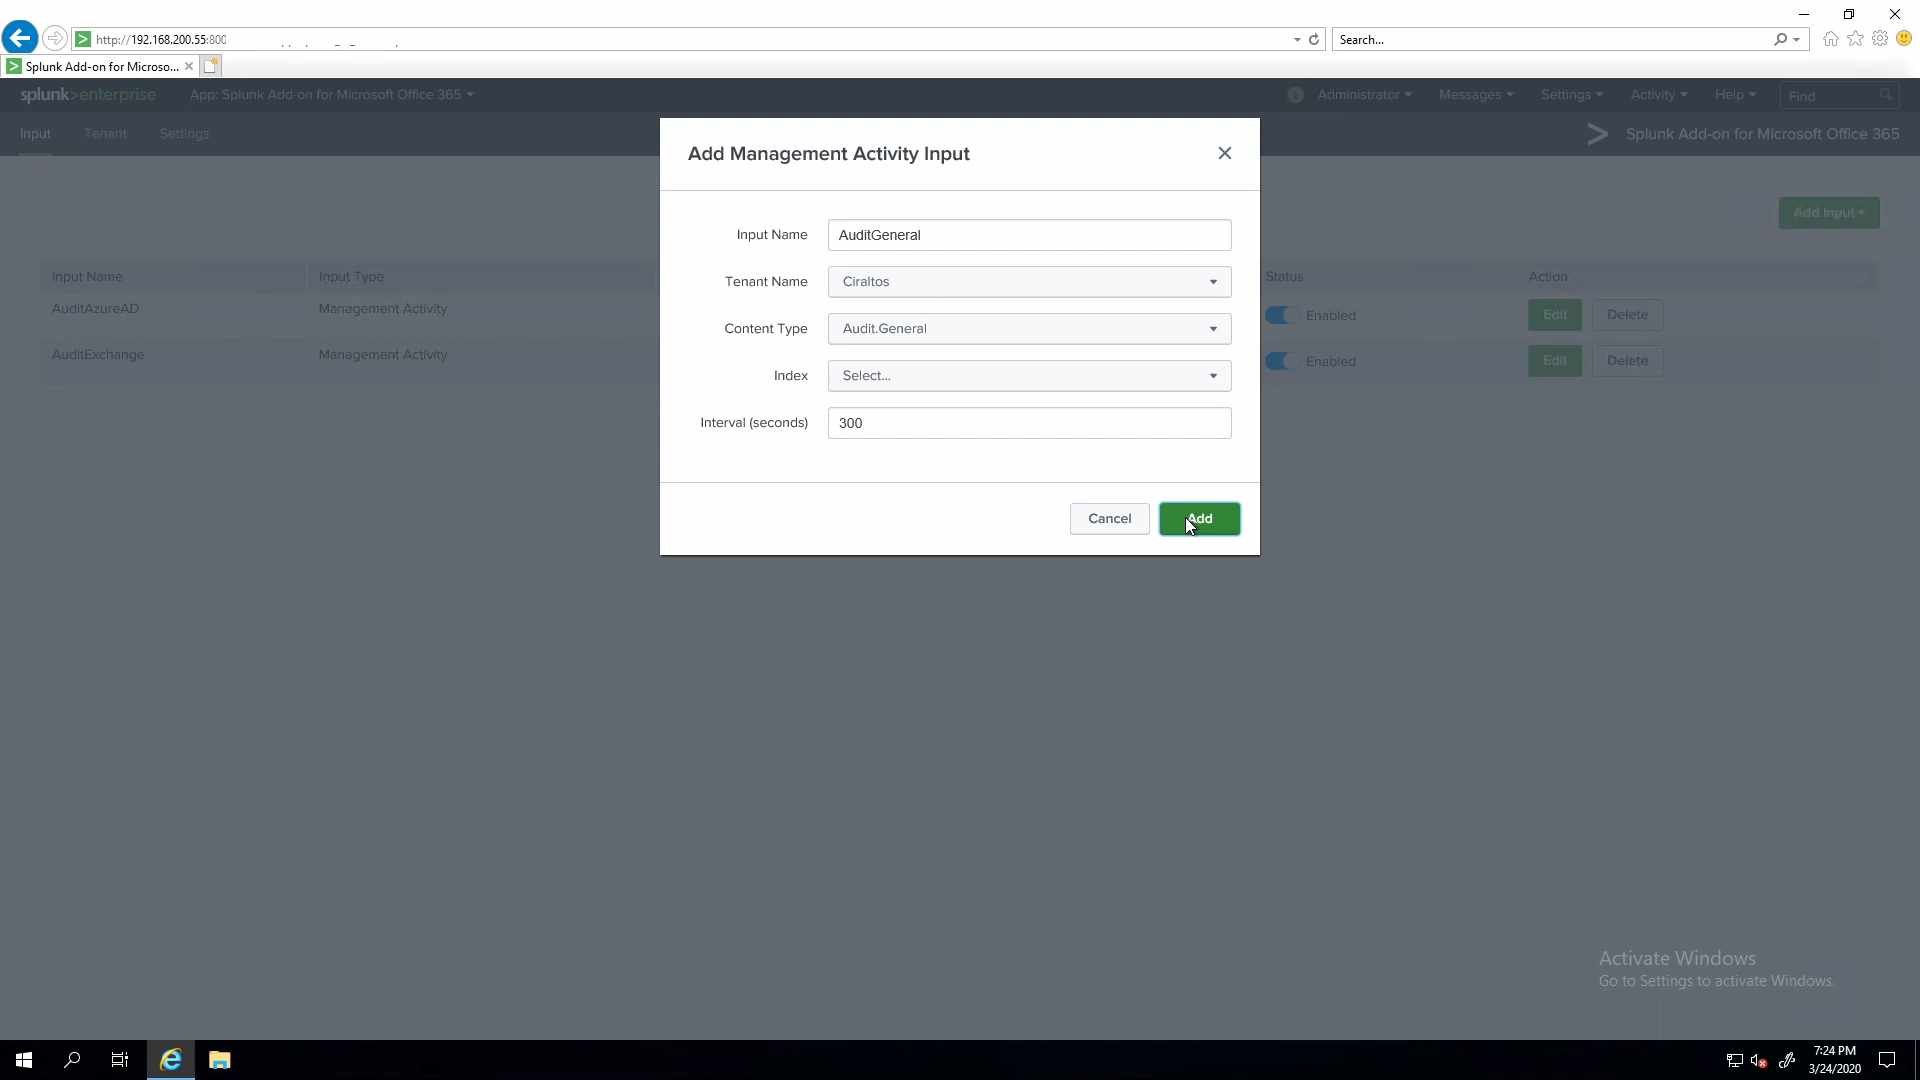 http://192.168.200.55:800
Search...
Splunk Add-on for Microso...
splunk>enterprise App: Splunk Add-on for Microsoft Office 365
Administrator Messages Settings Activity Help Find
Input Tenant Settings
Splunk Add-on for Microsoft Office 365
Add Management Activity Input
Add Input
Input Name AuditGeneral
Tenant Name Ciraltos
Content Type Audit.General
Index Select...
Interval (seconds) 300
Cancel Add
Input Name Input Type Status Action
AuditAzureAD Management Activity Enabled Edit Delete
AuditExchange Management Activity Enabled Edit Delete
Activate Windows
Go to Settings to activate Windows.
7:24 PM
3/24/2020